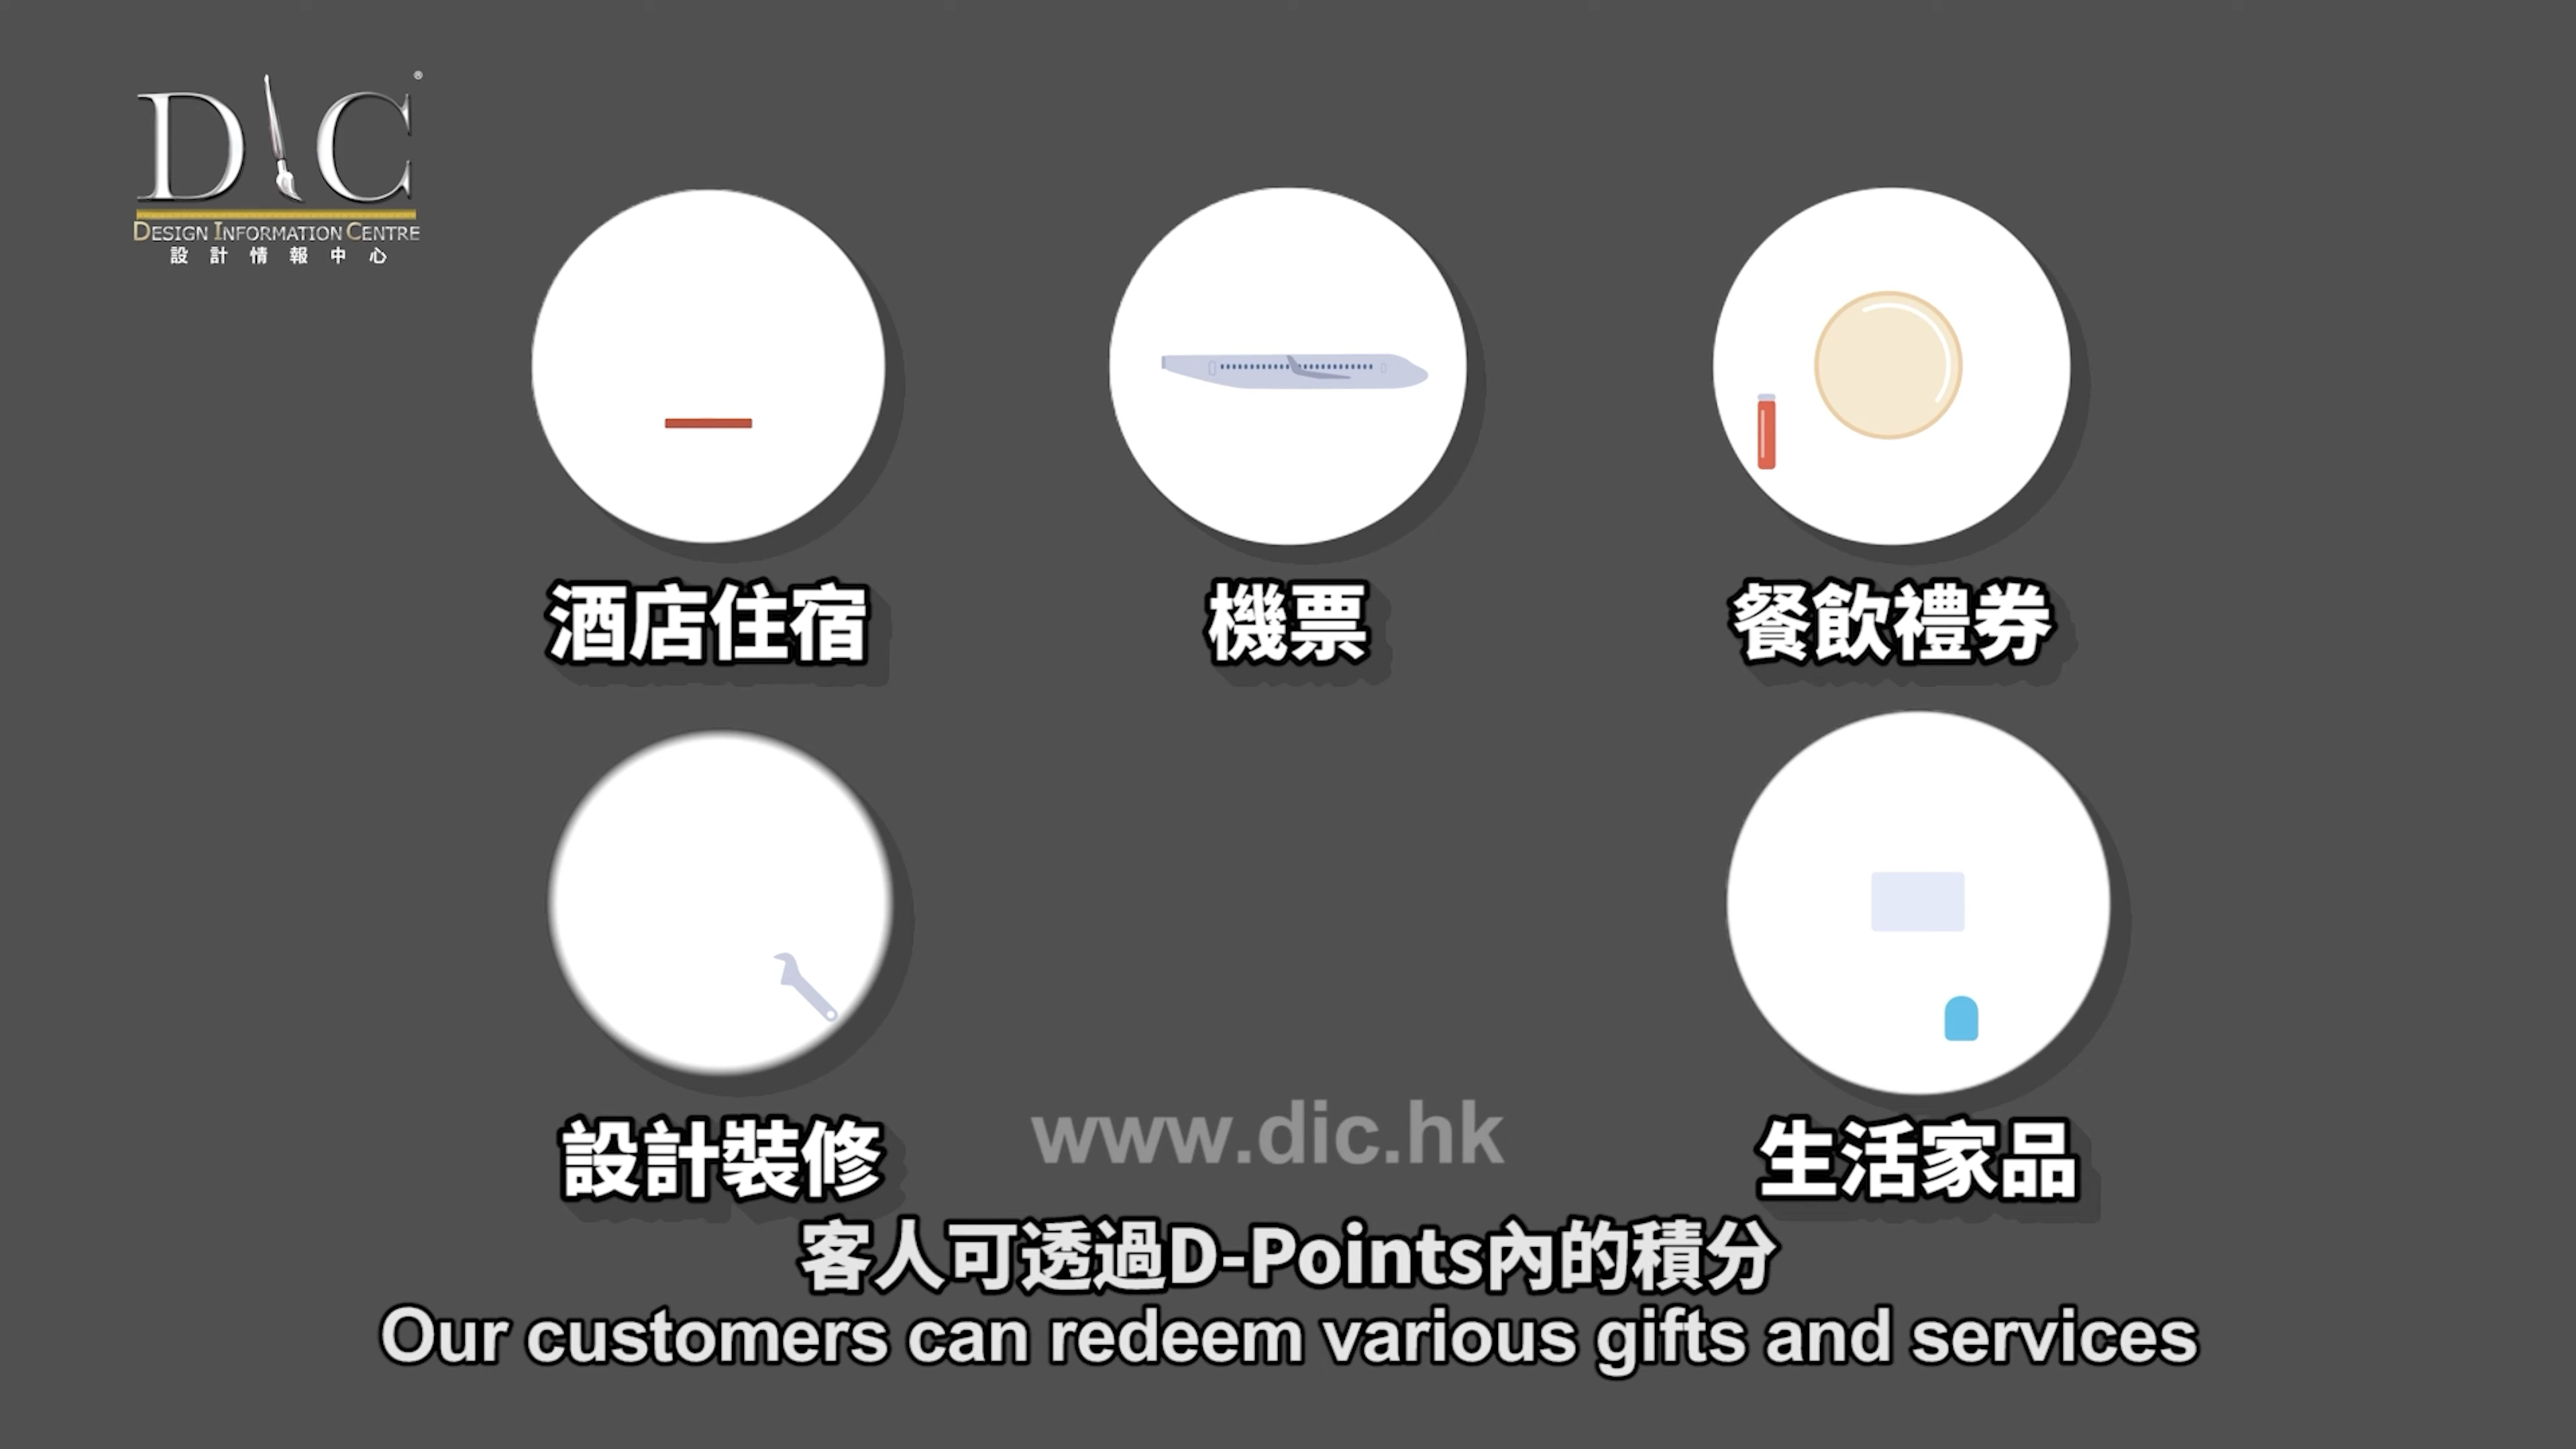 DIC®
DESIGN INFORMATION CENTRE
設計情報中心
酒店住宿
機票
餐飲禮券
設計裝修
www.dic.hk
生活家品
客人可透過D-Points內的積分
Our customers can redeem various gifts and services